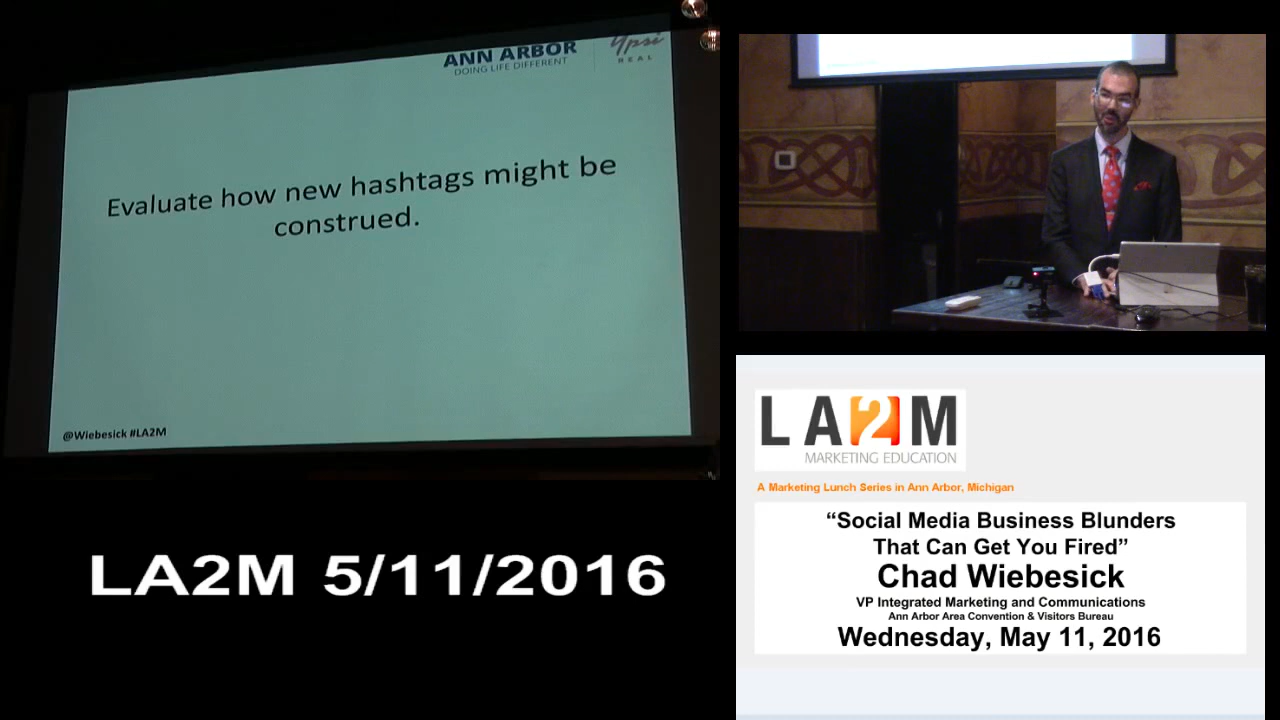 ANN ARBOR
DOING LIFE DIFFERENT
Ypsi
REAL
Evaluate how new hashtags might be
construed.
@Wiebesick #LA2M
LA2M 5/11/2016
LA2M
MARKETING EDUCATION
A Marketing Lunch Series in Ann Arbor, Michigan
“Social Media Business Blunders
That Can Get You Fired”
Chad Wiebesick
VP Integrated Marketing and Communications
Ann Arbor Area Convention & Visitors Bureau
Wednesday, May 11, 2016